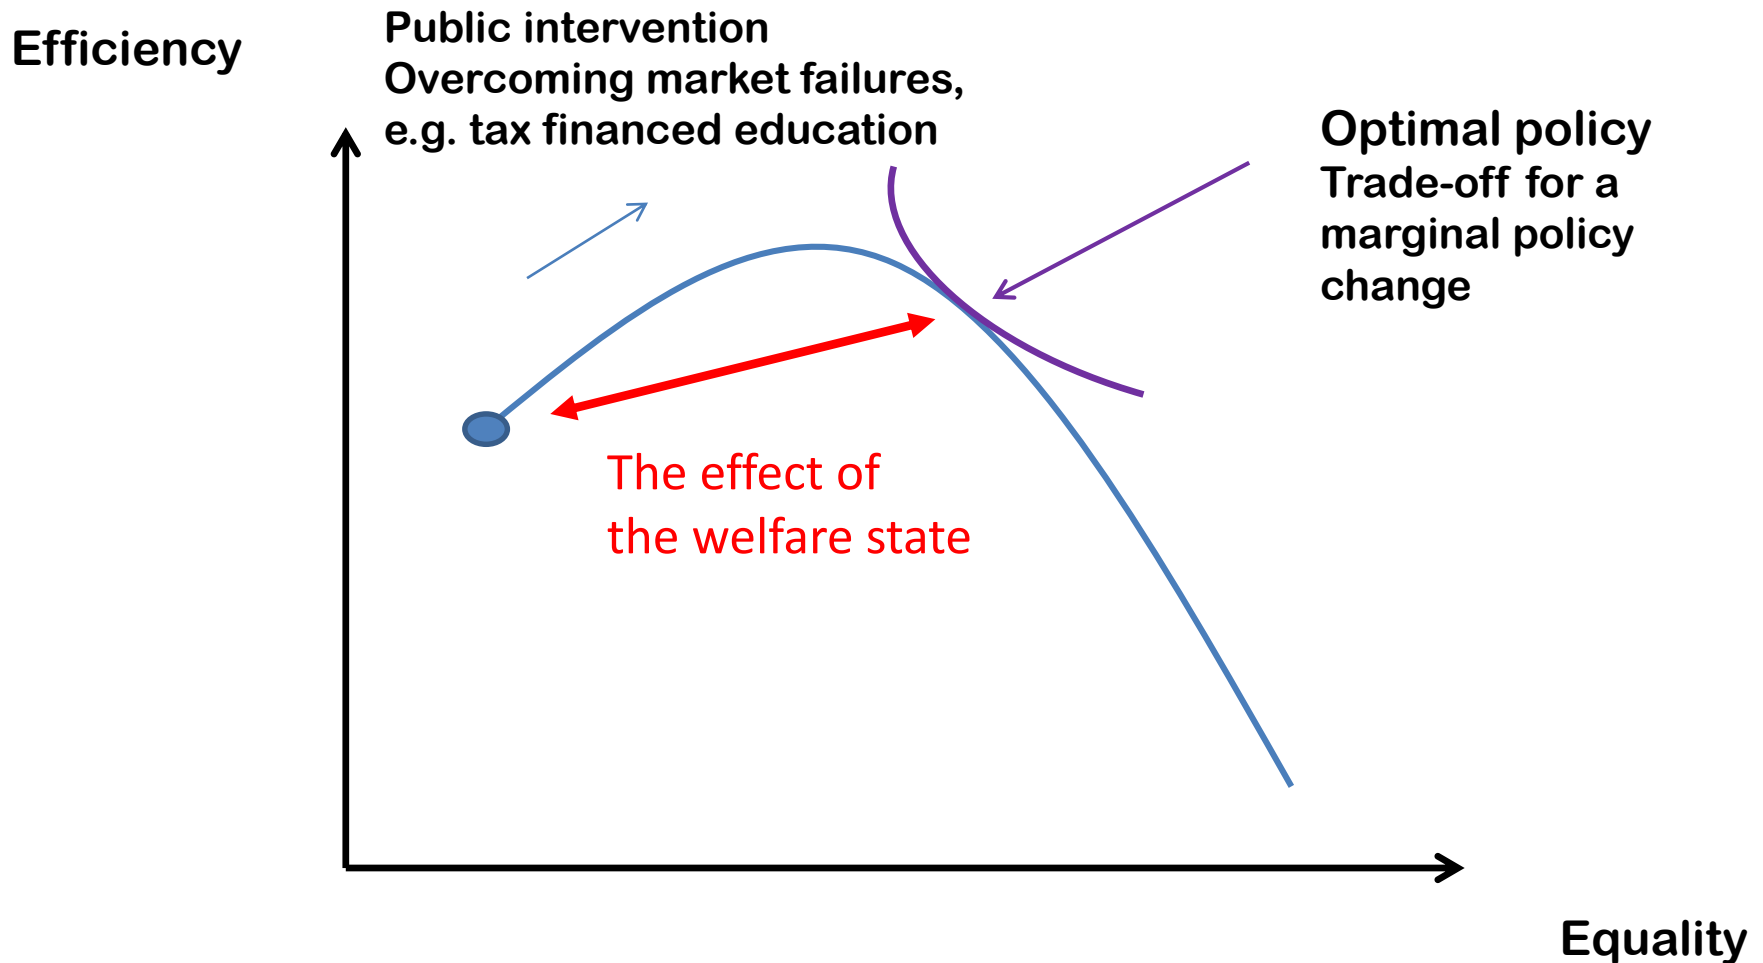 Efficiency
Public intervention
Overcoming market failures,
e.g. tax financed education
Optimal policy
Trade-off for a
marginal policy
change
The effect of
the welfare state
Equality